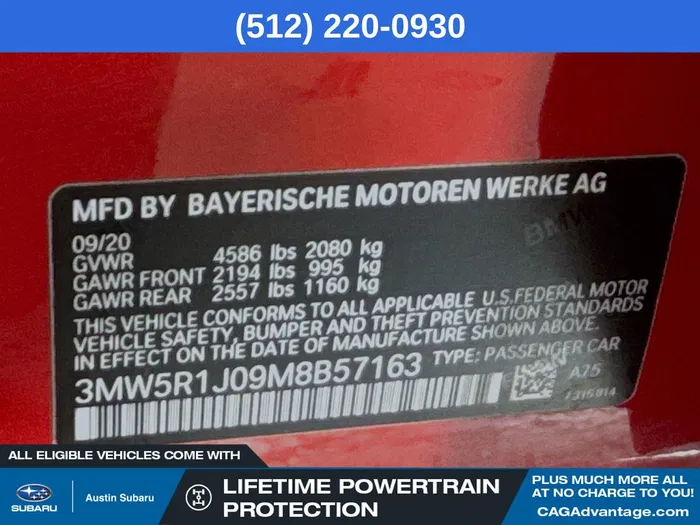 (512) 220-0930
MFD BY BAYERISCHE MOTOREN WERKE AG
BMW
09/20
GVWR 4586 lbs 2080 kg
GAWR FRONT 2194 lbs 995 kg
GAWR REAR 2557 lbs 1160 kg
THIS VEHICLE CONFORMS TO ALL APPLICABLE U.S.FEDERAL MOTOR
VEHICLE SAFETY, BUMPER AND THEFT PREVENTION STANDARDS
IN EFFECT ON THE DATE OF MANUFACTURE SHOWN ABOVE.
3MW5R1J09M8B57163 TYPE: PASSENGER CAR
A75
ALL ELIGIBLE VEHICLES COME WITH
SUBARU
Austin Subaru
LIFETIME POWERTRAIN
PROTECTION
PLUS MUCH MORE ALL
AT NO CHARGE TO YOU!
CAGAdvantage.com